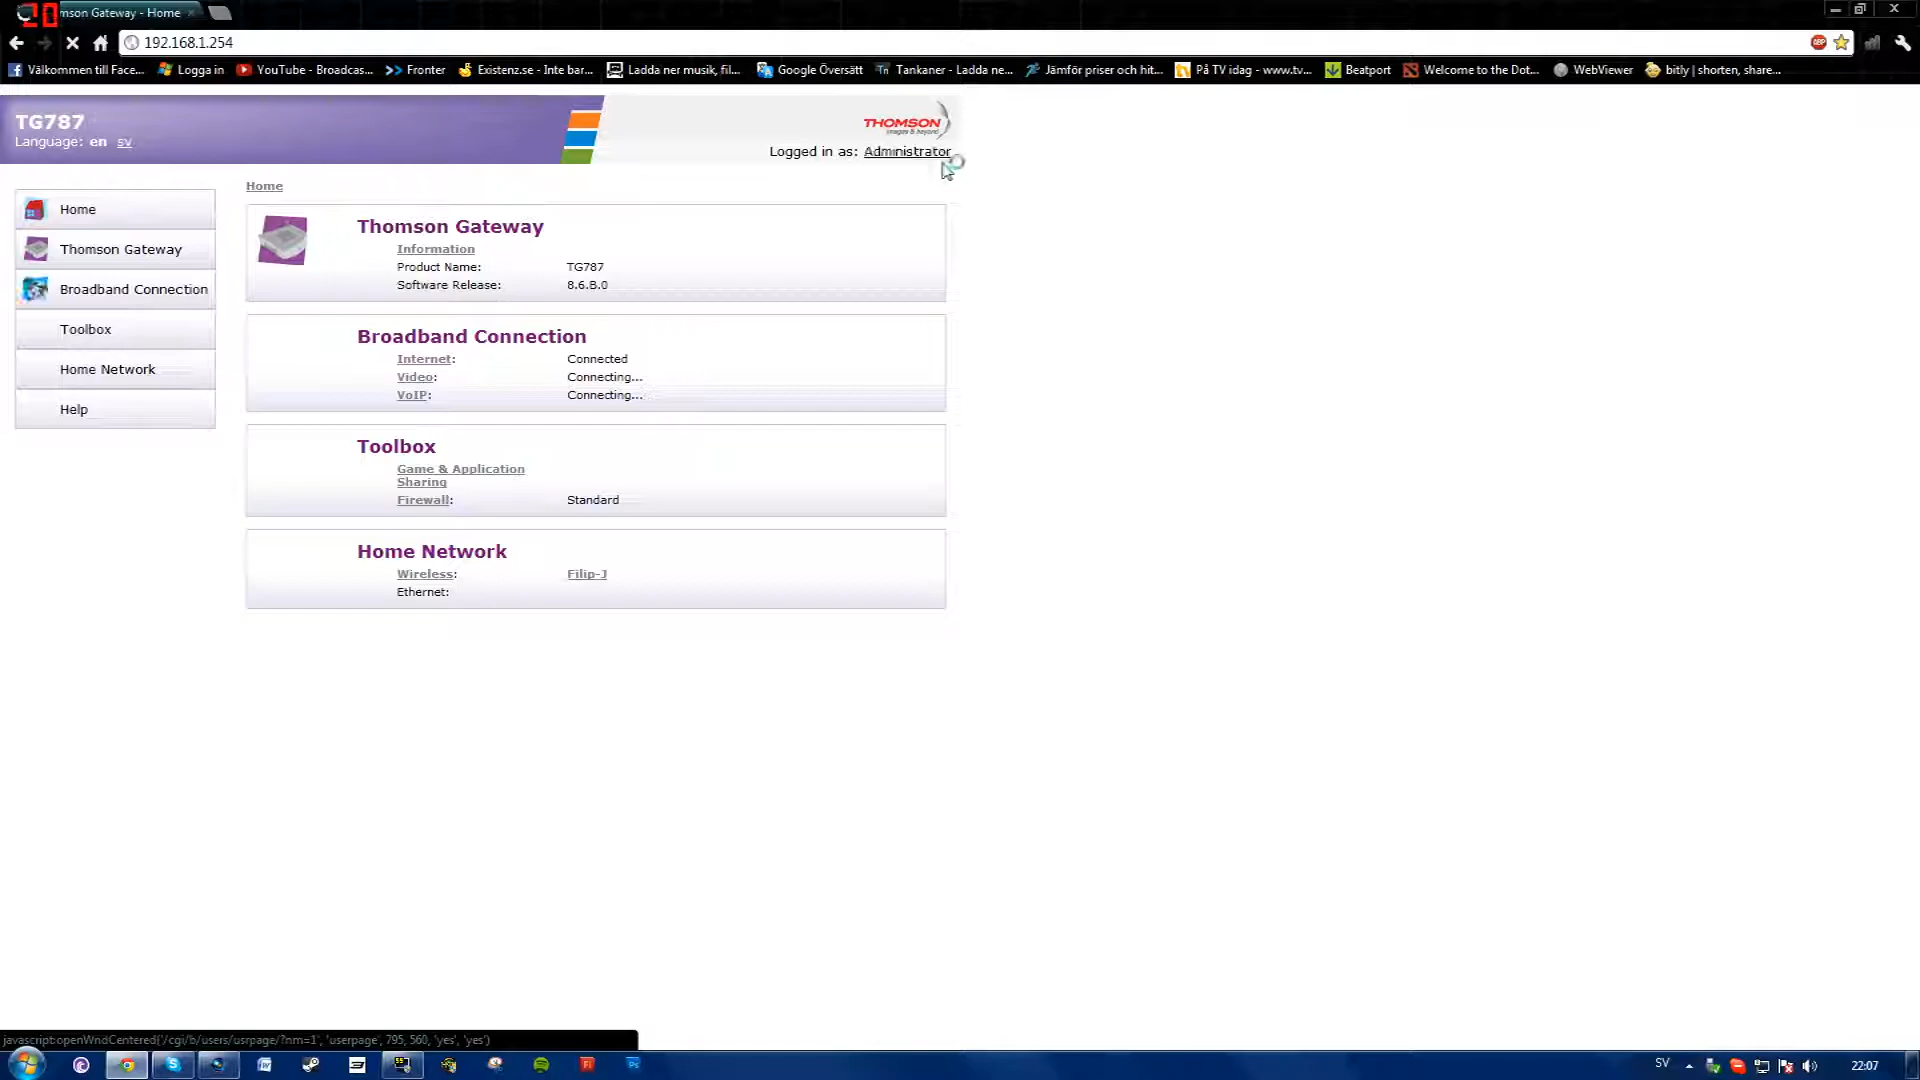 20
mson Gateway - Home
192.168.1.254
ABP
Välkommen till Face... Logga in YouTube - Broadcas... Fronter Existenz.se - Inte bar... Ladda ner musik, fil... Google Översätt Tn Tankaner - Ladda ne... Jämför priser och hit... På TV idag - www.tv... Beatport Welcome to the Dot... WebViewer bitly | shorten, share...
TG787
Language: en sv
THOMSON
images & beyond
Logged in as: Administrator
Home
Home
Thomson Gateway
Broadband Connection
Toolbox
Home Network
Help
Thomson Gateway
Information
Product Name: TG787
Software Release: 8.6.B.0
Broadband Connection
Internet: Connected
Video: Connecting...
VoIP: Connecting...
Toolbox
Game & Application
Sharing
Firewall: Standard
Home Network
Wireless: Filip-J
Ethernet:
javascript:openWndCentered('/cgi/b/users/usrpage/?nm=1', 'userpage', 795, 560, 'yes', 'yes')
SV 22:07